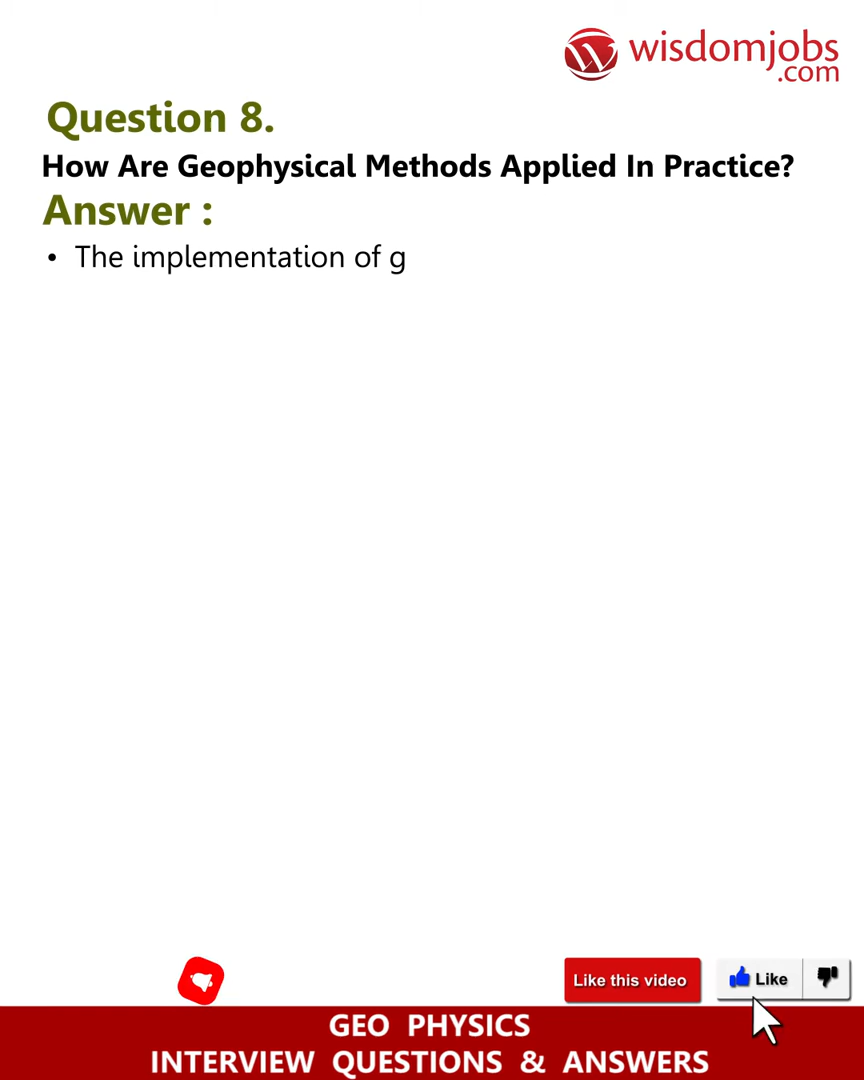 wisdomjobs
.com
Question 8.
How Are Geophysical Methods Applied In Practice?
Answer :
• The implementation of g
Like this video
Like
GEO PHYSICS
INTERVIEW QUESTIONS & ANSWERS